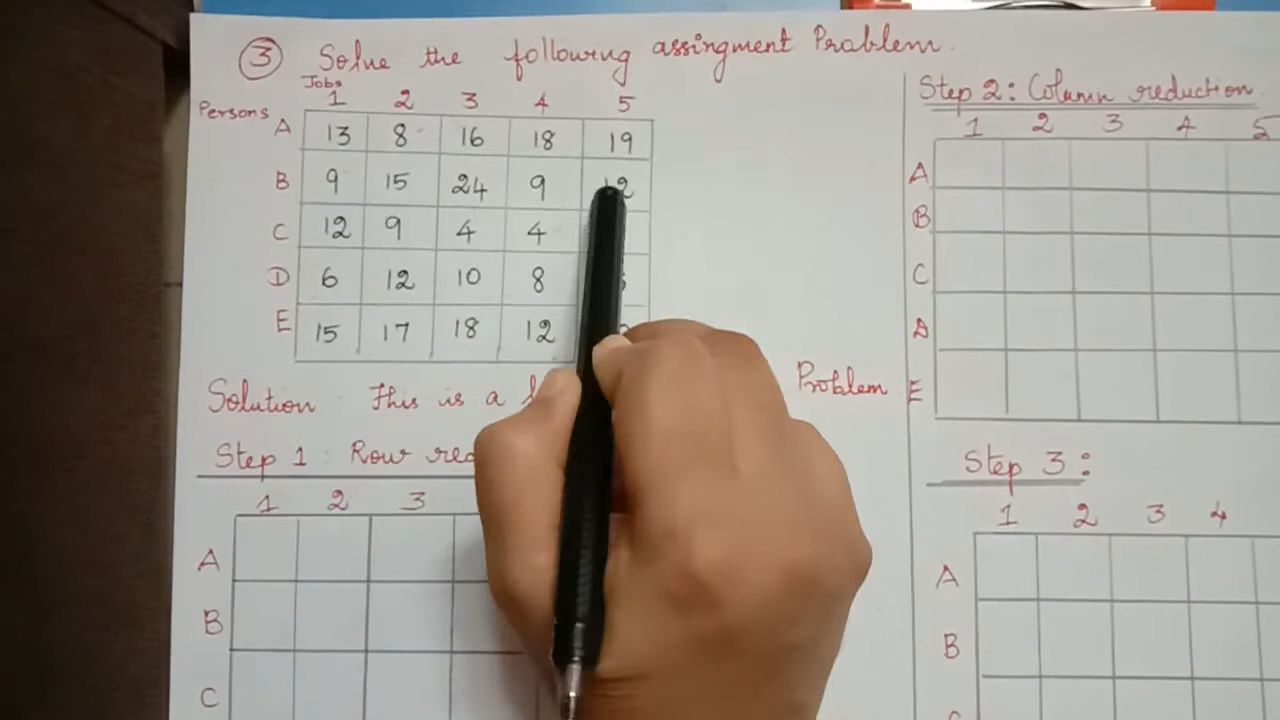 3 Solve the following assingment Problem.
Jobs
Persons 1 2 3 4 5
A 13 8 16 18 19
B 9 15 24 9 12
C 12 9 4 4
D 6 12 10 8
E 15 17 18 12
Solution This is a Problem
Step 1 : Row
1 2 3
A
B
C
Step 2 : Column reduction
1 2 3 4 5
A
B
C
D
E
Step 3 :
1 2 3 4
A
B